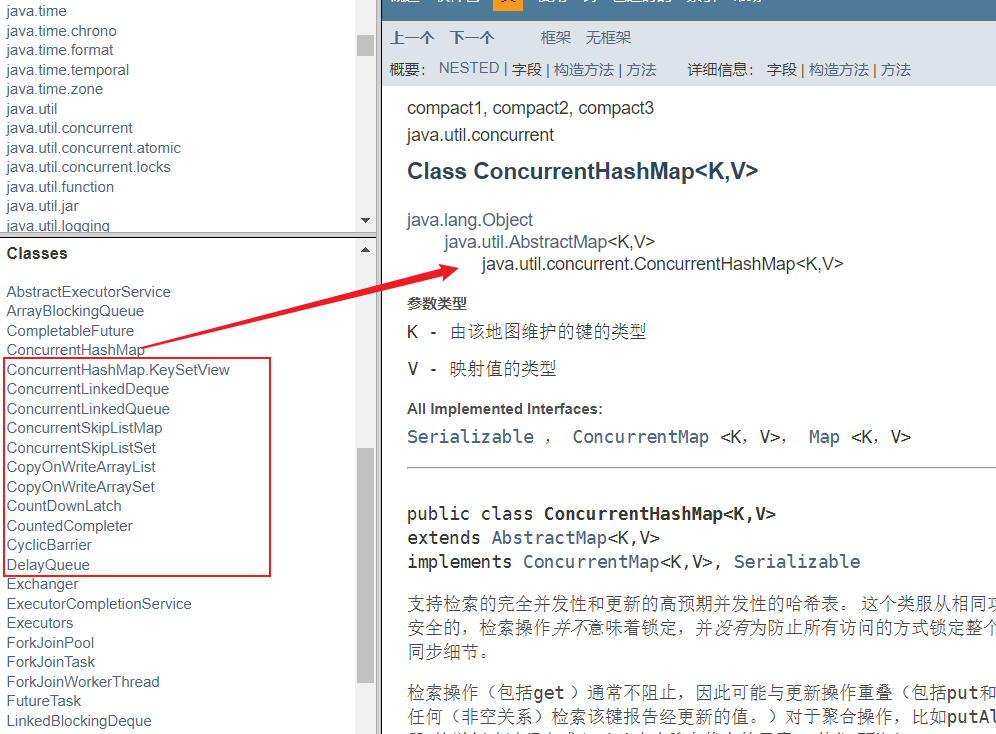 java.time
java.time.chrono
java.time.format
java.time.temporal
java.time.zone
java.util
java.util.concurrent
java.util.concurrent.atomic
java.util.concurrent.locks
java.util.function
java.util.jar
java.util.logging
Classes
AbstractExecutorService
ArrayBlockingQueue
CompletableFuture
ConcurrentHashMap
ConcurrentHashMap.KeySetView
ConcurrentLinkedDeque
ConcurrentLinkedQueue
ConcurrentSkipListMap
ConcurrentSkipListSet
CopyOnWriteArrayList
CopyOnWriteArraySet
CountDownLatch
CountedCompleter
CyclicBarrier
DelayQueue
Exchanger
ExecutorCompletionService
Executors
ForkJoinPool
ForkJoinTask
ForkJoinWorkerThread
FutureTask
LinkedBlockingDeque
上一个 下一个 框架 无框架
概要： NESTED | 字段 | 构造方法 | 方法 详细信息： 字段 | 构造方法 | 方法
compact1, compact2, compact3
java.util.concurrent
Class ConcurrentHashMap<K,V>
java.lang.Object
java.util.AbstractMap<K,V>
java.util.concurrent.ConcurrentHashMap<K,V>
参数类型
K - 由该地图维护的键的类型
V - 映射值的类型
All Implemented Interfaces:
Serializable ， ConcurrentMap <K，V>， Map <K，V>
public class ConcurrentHashMap<K,V>
extends AbstractMap<K,V>
implements ConcurrentMap<K,V>, Serializable
支持检索的完全并发性和更新的高预期并发性的哈希表。 这个类服从相同
安全的，检索操作并不意味着锁定，并没有为防止所有访问的方式锁定整个
同步细节。
检索操作（包括get ）通常不阻止，因此可能与更新操作重叠（包括put和
任何（非空关系）检索该键报告经更新的值。）对于聚合操作，比如putAl